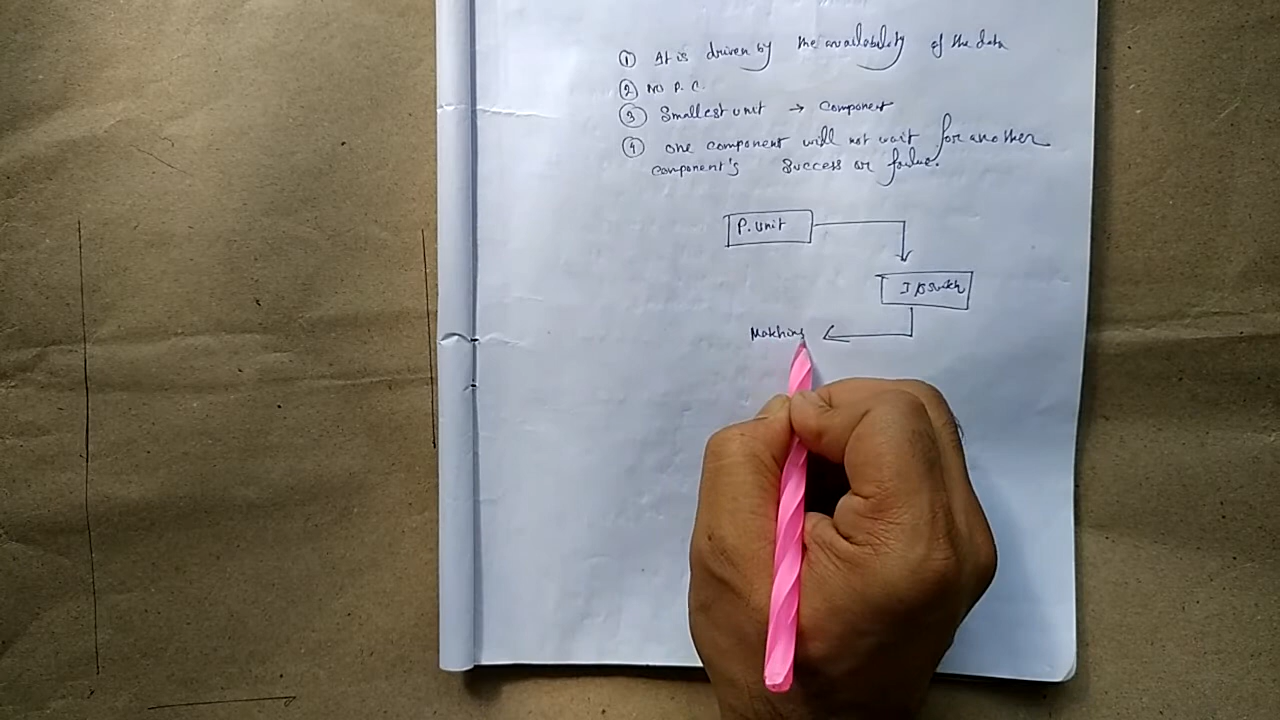 ① It is driven by the availability of the data
② No P. C.
③ Smallest unit → component
④ one component will not wait for another
component's success or failure.
P. Unit
Matching